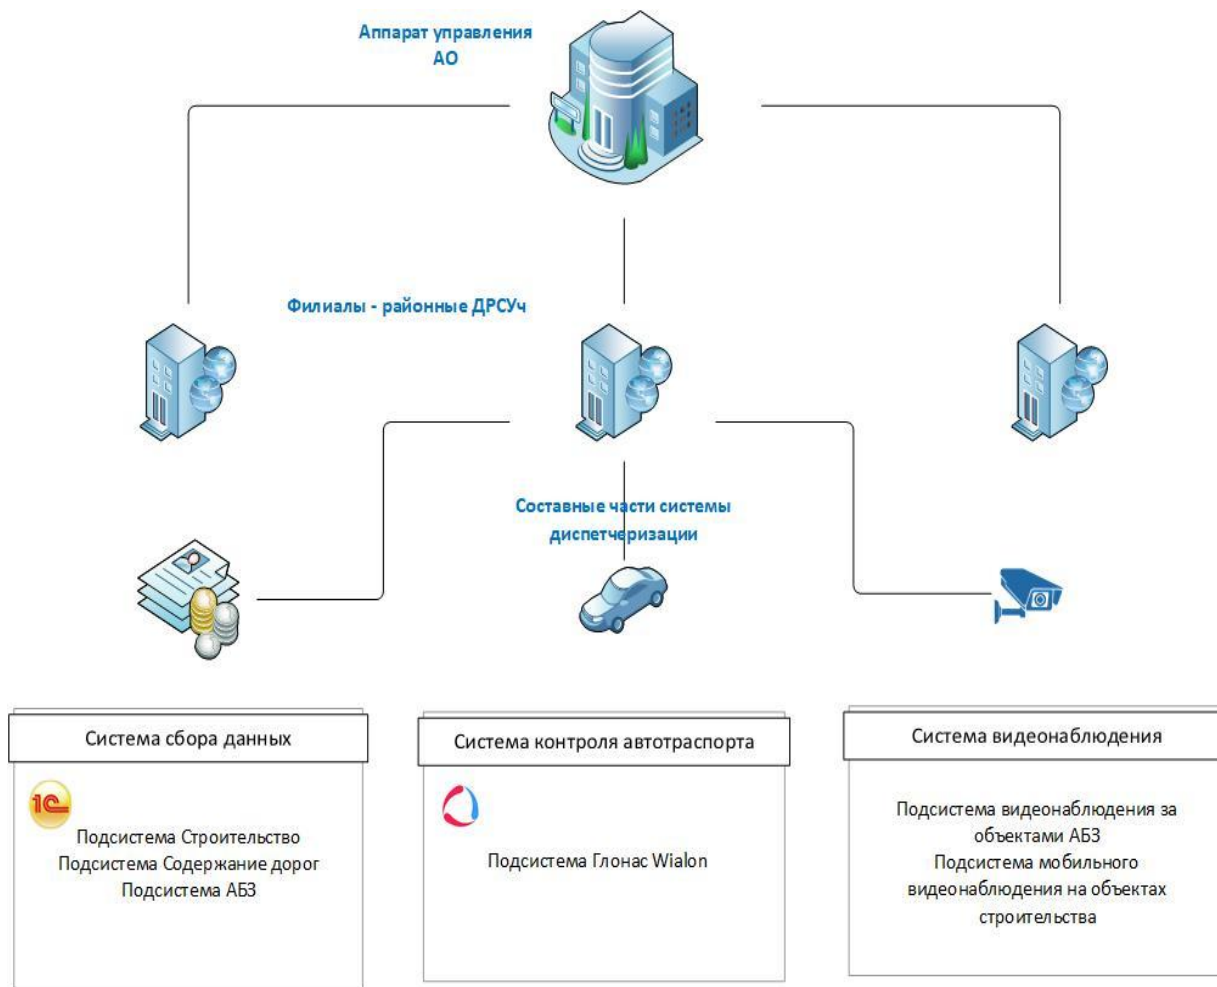 Аппарат управления
АО
Филиалы - районные ДРСУч
Составные части системы
диспетчеризации
Система сбора данных
1С
Подсистема Строительство
Подсистема Содержание дорог
Подсистема АБЗ
Система контроля автотраспорта
Подсистема Глонас Wialon
Система видеонаблюдения
Подсистема видеонаблюдения за
объектами АБЗ
Подсистема мобильного
видеонаблюдения на объектах
строительства